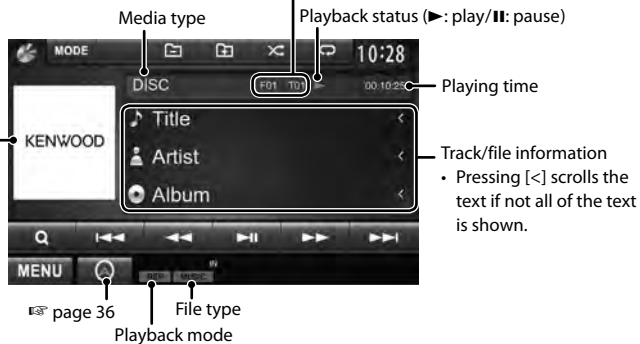 Media type
Playback status (►: play/⏸: pause)
MODE
10:28
DISC
F01 T01 ►
00:10:25
Playing time
KENWOOD
Title <
Artist <
Album <
Track/file information
• Pressing [<] scrolls the
text if not all of the text
is shown.
MENU
REP
MUSIC
IN
☞ page 36
File type
Playback mode